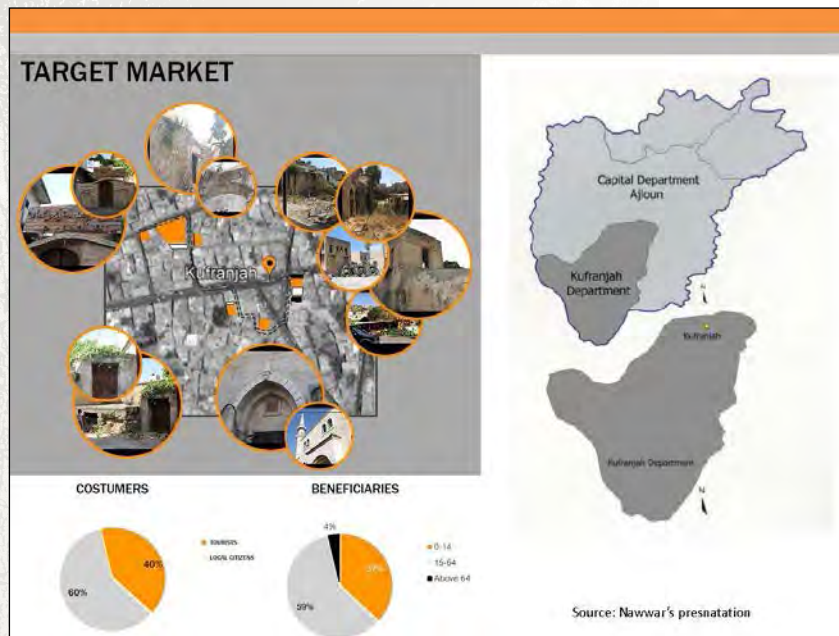 TARGET MARKET
Kufranjah
Capital Department
Ajloun
Kufranjah
Department
N
Kufranjah
Kufranjah Department
N
COSTUMERS
40%
60%
TOURISTS
LOCAL CITIZENS
BENEFICIARIES
4%
59%
0-14
15-64
Above 64
Source: Nawwar's presnatation